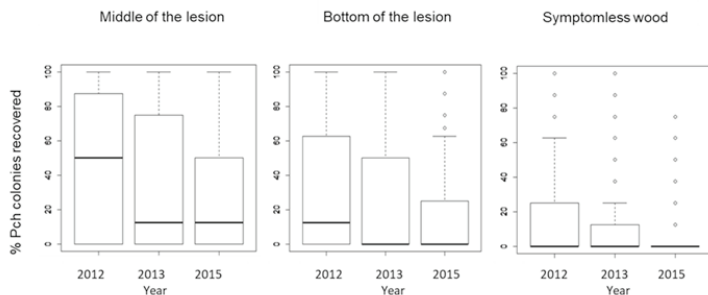 Middle of the lesion
Bottom of the lesion
Symptomless wood
% Pch colonies recovered
100
80
60
40
20
0
2012 2013 2015
Year
100
80
60
40
20
0
2012 2013 2015
Year
100
80
60
40
20
0
2012 2013 2015
Year